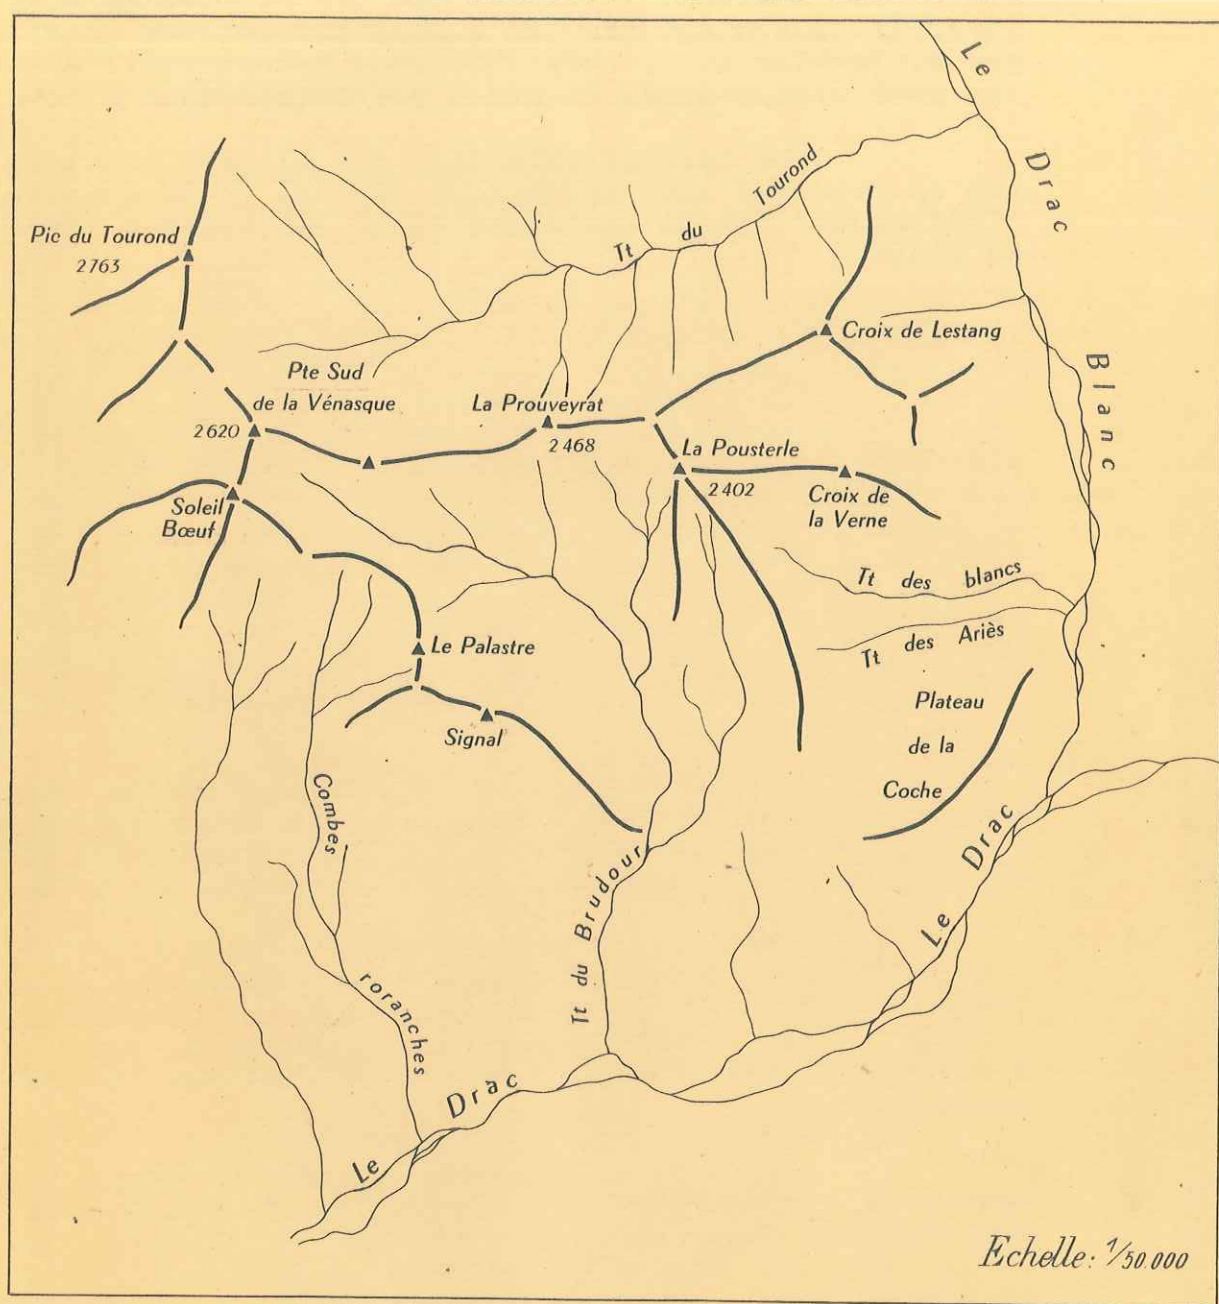 Le
Drac
Blanc
Tt du Tourond
Pic du Tourond
2763
Croix de Lestang
Pte Sud
de la Vénasque
2620
La Prouveyrat
2468
La Pousterle
2402
Croix de
la Verne
Soleil
Bœuf
Tt des blancs
Tt des Ariès
Le Palastre
Signal
Plateau
de la
Coche
Combes
roranches
Tt du Brudour
Le Drac
Le Drac
Echelle: 1/50.000